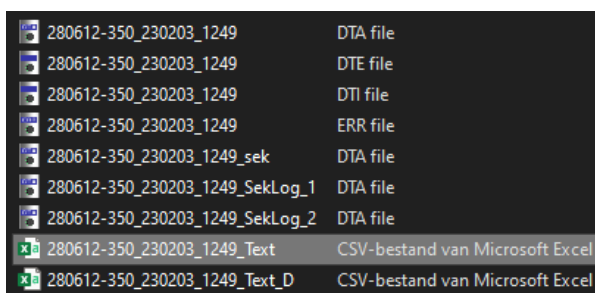 280612-350_230203_1249 DTA file
280612-350_230203_1249 DTE file
280612-350_230203_1249 DTI file
280612-350_230203_1249 ERR file
280612-350_230203_1249_sek DTA file
280612-350_230203_1249_SekLog_1 DTA file
280612-350_230203_1249_SekLog_2 DTA file
280612-350_230203_1249_Text CSV-bestand van Microsoft Excel
280612-350_230203_1249_Text_D CSV-bestand van Microsoft Excel